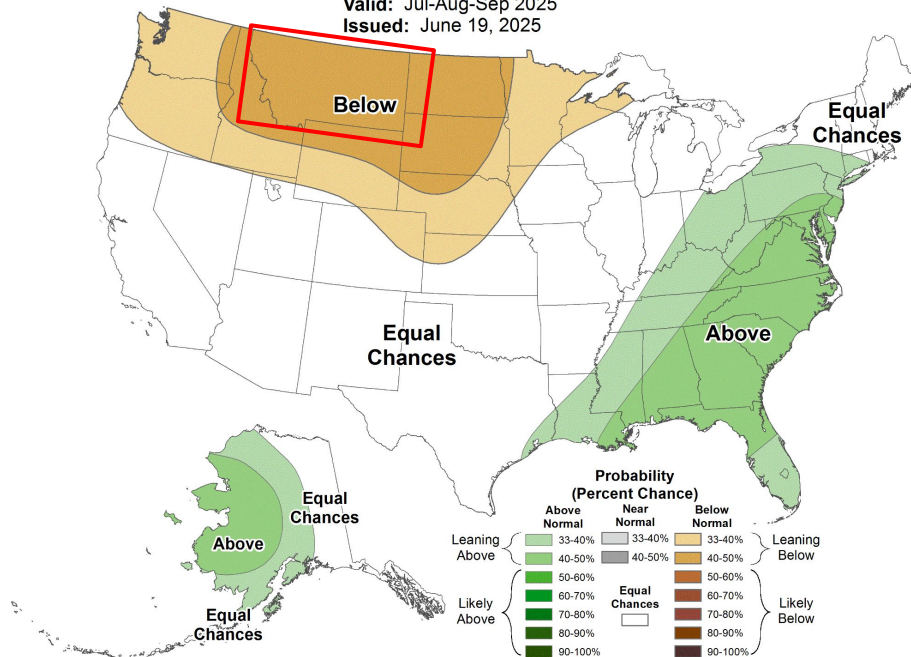 Valid: Jul-Aug-Sep 2025
Issued: June 19, 2025
Below
Equal
Chances
Equal
Chances
Above
Equal
Chances
Above
Equal
Chances
Probability
(Percent Chance)
Above
Normal
Near
Normal
Below
Normal
Leaning
Above
33-40%
33-40%
33-40%
Leaning
Below
40-50%
40-50%
40-50%
Likely
Above
50-60%
50-60%
Likely
Below
60-70%
Equal
Chances
60-70%
70-80%
70-80%
80-90%
80-90%
90-100%
90-100%